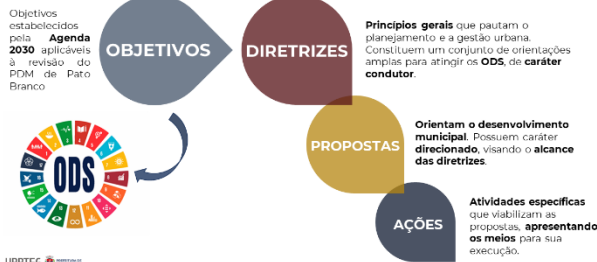 Objetivos
estabelecidos
pela Agenda
2030 aplicáveis
à revisão do
PDM de Pato
Branco
OBJETIVOS
DIRETRIZES
Princípios gerais que pautam o
planejamento e a gestão urbana.
Constituem um conjunto de orientações
amplas para atingir os ODS, de caráter
condutor.
ODS
PROPOSTAS
Orientam o desenvolvimento
municipal. Possuem caráter
direcionado, visando o alcance
das diretrizes.
AÇÕES
Atividades específicas
que viabilizam as
propostas, apresentando
os meios para sua
execução.